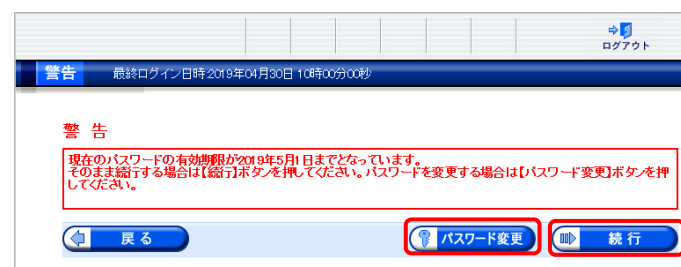 ログアウト
警告 最終ログイン日時:2019年04月30日 10時00分00秒
警 告
現在のパスワードの有効期限が2019年5月1日までとなっています。
そのまま続行する場合は【続行】ボタンを押してください。パスワードを変更する場合は【パスワード変更】ボタンを押
してください。
戻 る パスワード変更 続 行